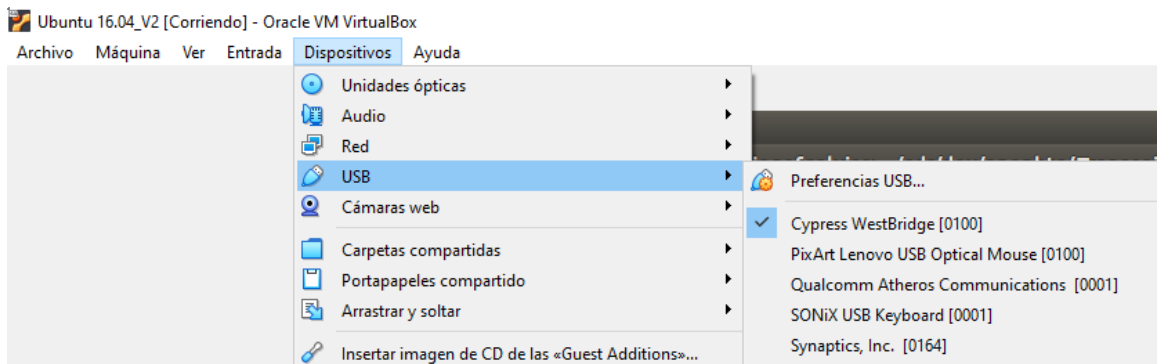 Ubuntu 16.04_V2 [Corriendo] - Oracle VM VirtualBox
Archivo Máquina Ver Entrada Dispositivos Ayuda
Unidades ópticas
Audio
Red
USB
Cámaras web
Carpetas compartidas
Portapapeles compartido
Arrastrar y soltar
Insertar imagen de CD de las «Guest Additions»...
Preferencias USB...
Cypress WestBridge [0100]
PixArt Lenovo USB Optical Mouse [0100]
Qualcomm Atheros Communications [0001]
SONiX USB Keyboard [0001]
Synaptics, Inc. [0164]